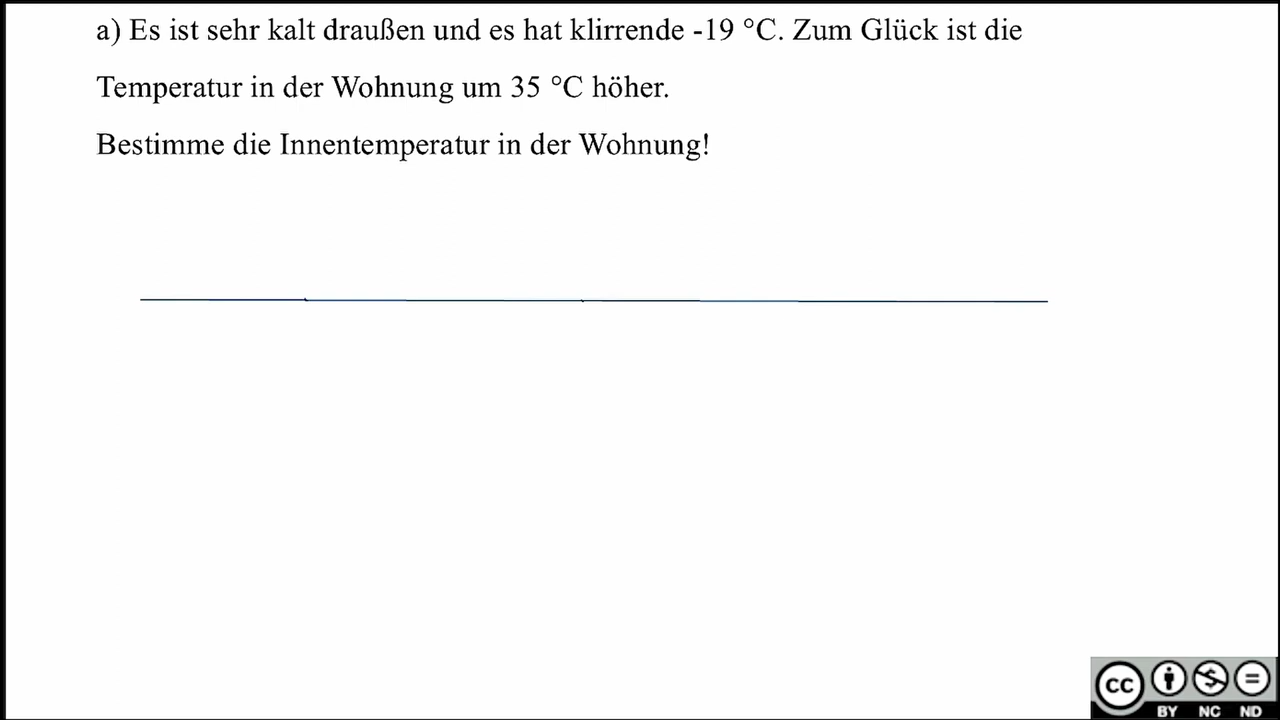 a) Es ist sehr kalt draußen und es hat klirrende -19 °C. Zum Glück ist die
Temperatur in der Wohnung um 35 °C höher.
Bestimme die Innentemperatur in der Wohnung!
cc
BY NC ND